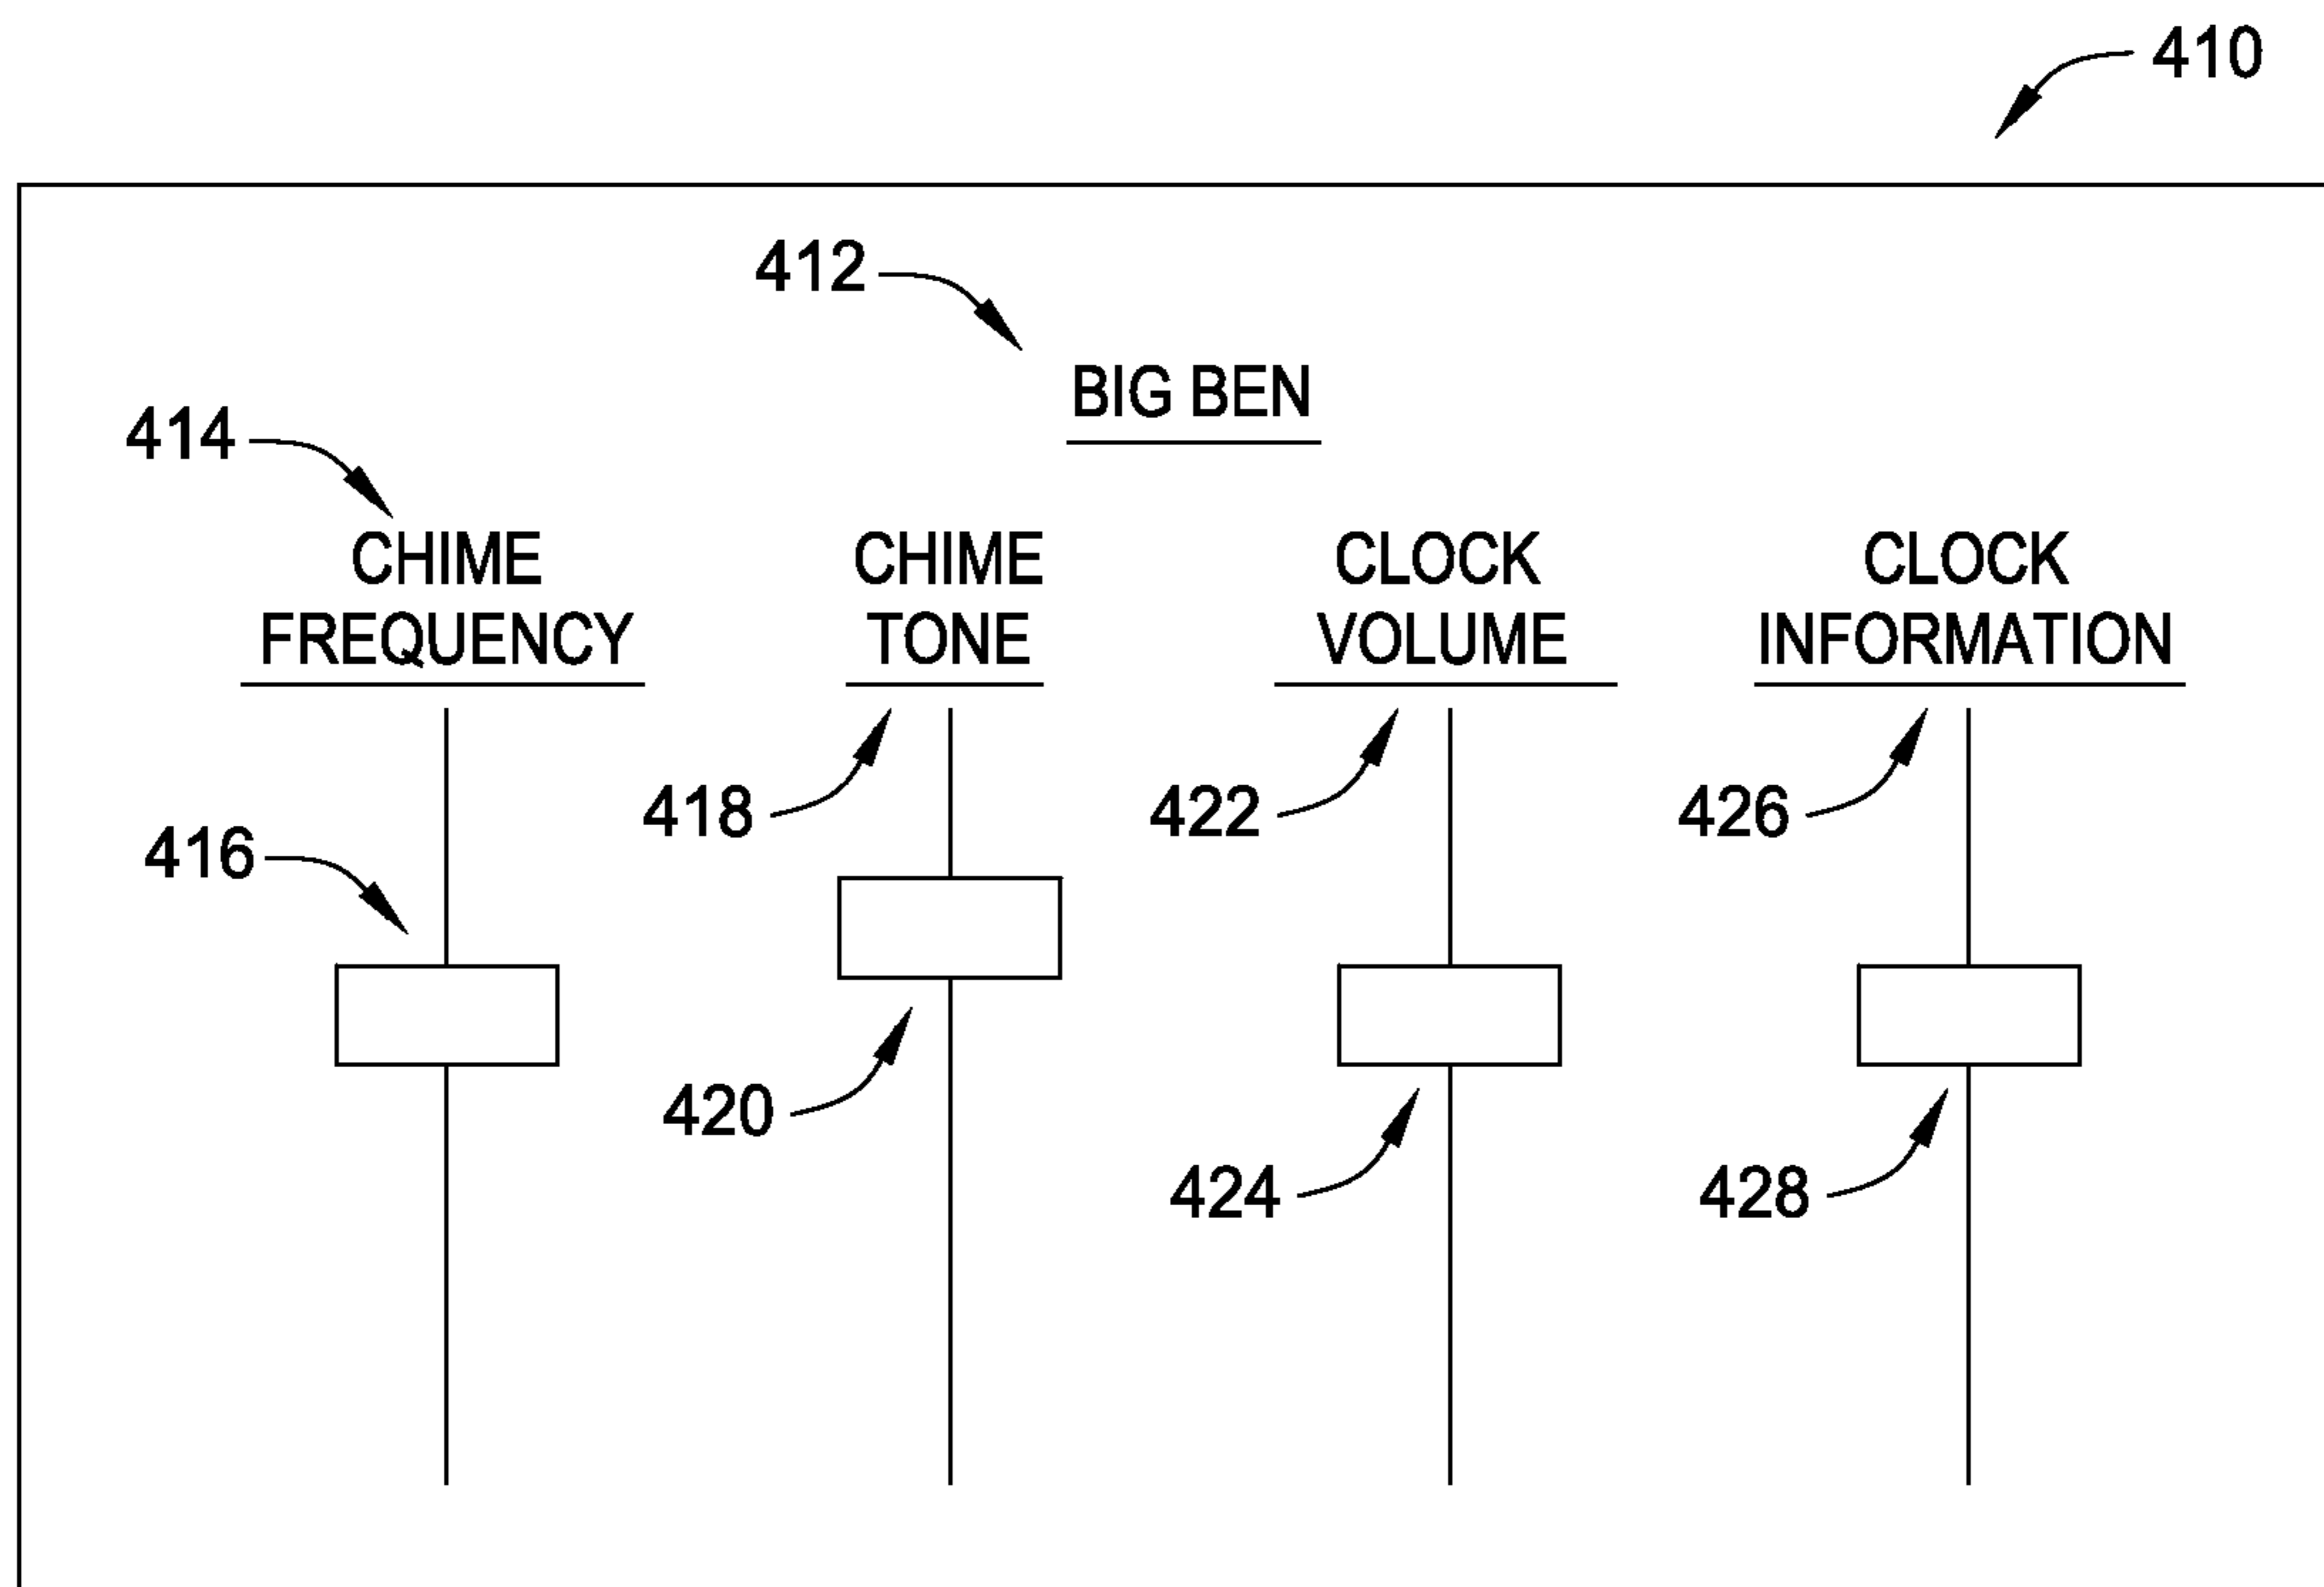 410
412
BIG BEN
414
CHIME FREQUENCY
CHIME TONE
CLOCK VOLUME
CLOCK INFORMATION
418
422
426
416
420
424
428